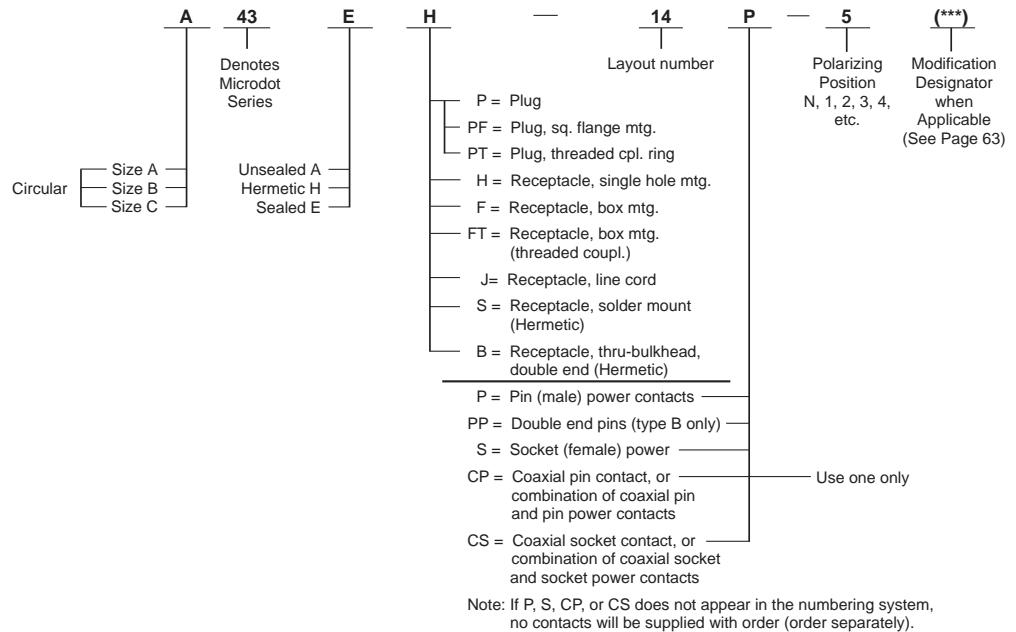 A 43 E H — 14 P — 5 (***)
Denotes
Microdot
Series
Layout number
Polarizing
Position
N, 1, 2, 3, 4,
etc.
Modification
Designator
when
Applicable
(See Page 63)
Circular
Size A
Size B
Size C
Unsealed A
Hermetic H
Sealed E
P = Plug
PF = Plug, sq. flange mtg.
PT = Plug, threaded cpl. ring
H = Receptacle, single hole mtg.
F = Receptacle, box mtg.
FT = Receptacle, box mtg.
(threaded coupl.)
J= Receptacle, line cord
S = Receptacle, solder mount
(Hermetic)
B = Receptacle, thru-bulkhead,
double end (Hermetic)
P = Pin (male) power contacts
PP = Double end pins (type B only)
S = Socket (female) power
CP = Coaxial pin contact, or
combination of coaxial pin
and pin power contacts
Use one only
CS = Coaxial socket contact, or
combination of coaxial socket
and socket power contacts
Note: If P, S, CP, or CS does not appear in the numbering system,
no contacts will be supplied with order (order separately).